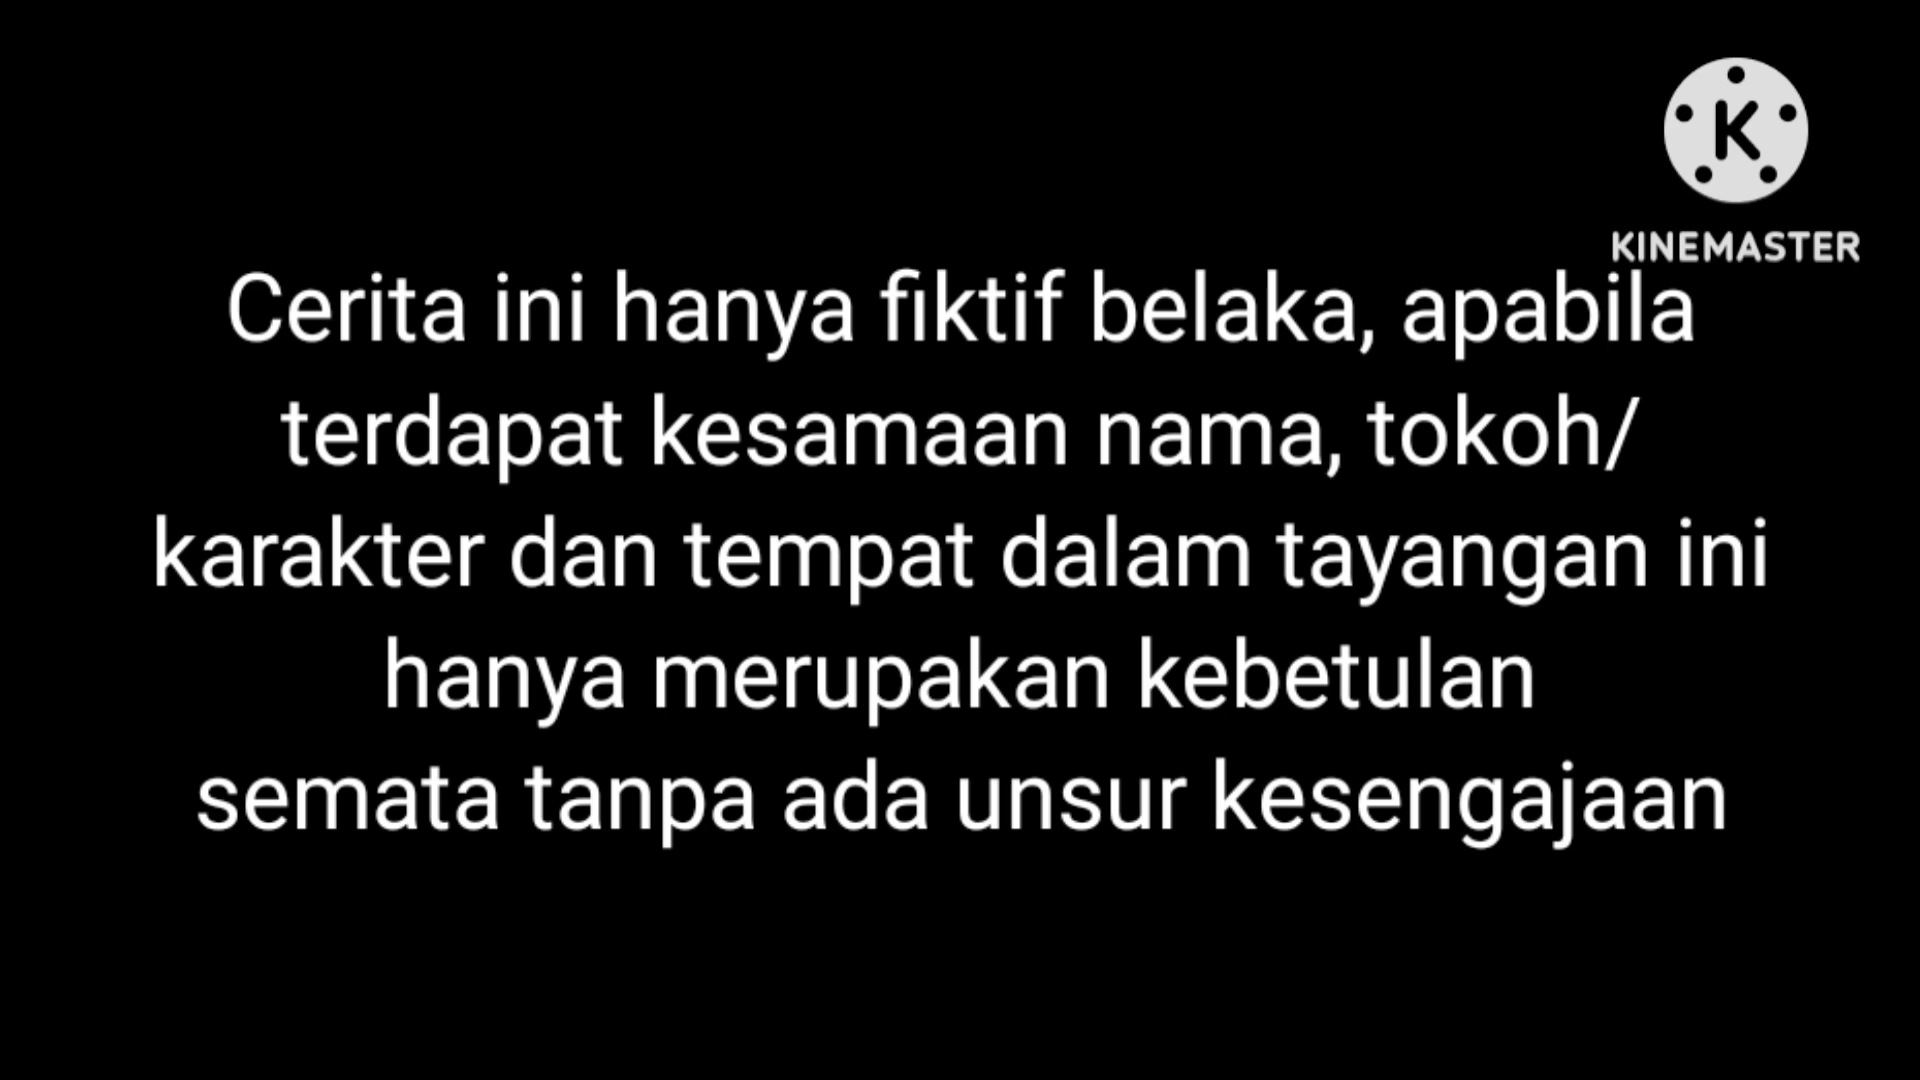 K
KINEMASTER
Cerita ini hanya fiktif belaka, apabila
terdapat kesamaan nama, tokoh/
karakter dan tempat dalam tayangan ini
hanya merupakan kebetulan
semata tanpa ada unsur kesengajaan